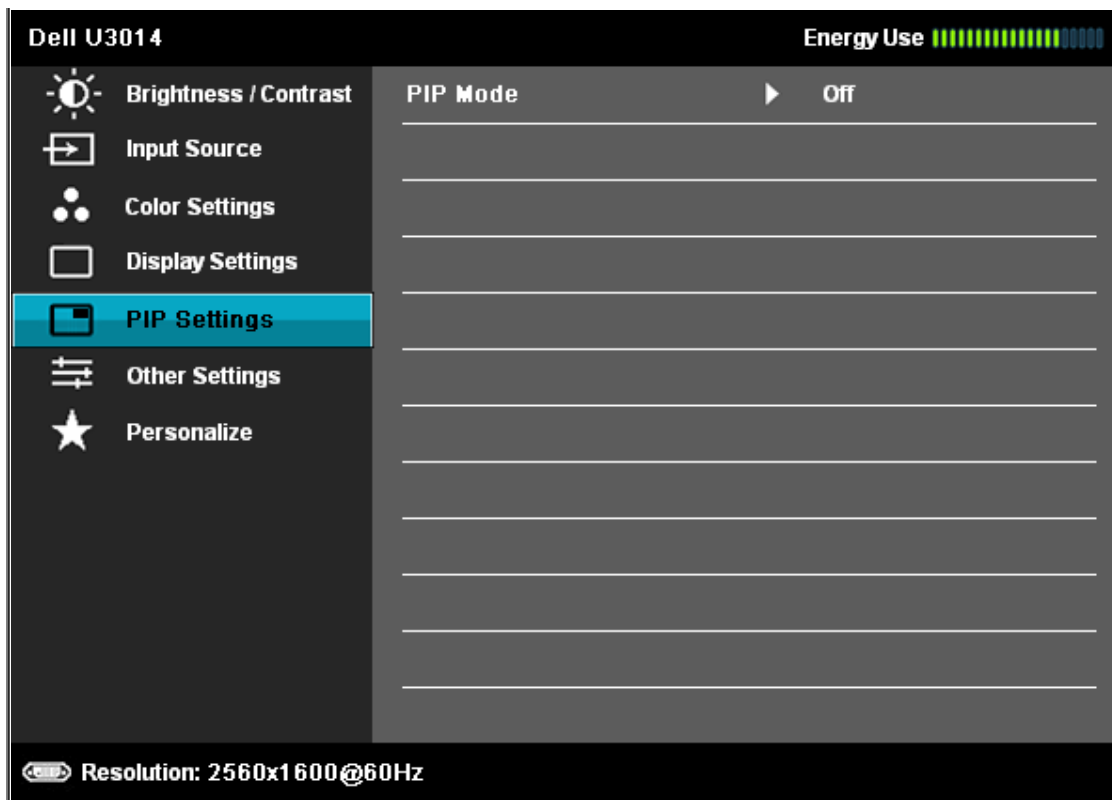 Dell U3014
Energy Use
Brightness / Contrast
PIP Mode
Off
Input Source
Color Settings
Display Settings
PIP Settings
Other Settings
Personalize
Resolution: 2560x1600@60Hz